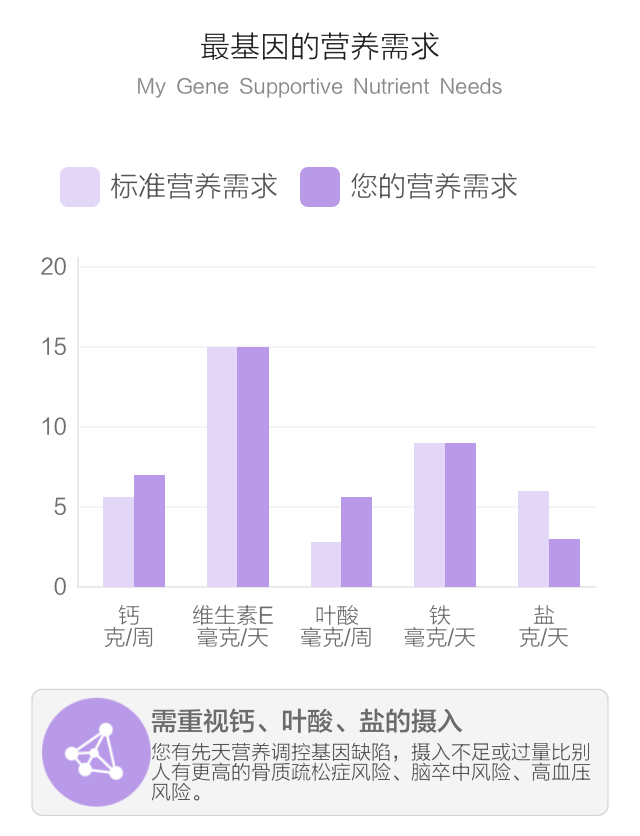 最基因的营养需求
My Gene Supportive Nutrient Needs
标准营养需求 您的营养需求
20
15
10
5
0
钙 维生素E 叶酸 铁 盐
克/周 毫克/天 毫克/周 毫克/天 克/天
需重视钙、叶酸、盐的摄入
您有先天营养调控基因缺陷，摄入不足或过量比别
人有更高的骨质疏松症风险、脑卒中风险、高血压
风险。